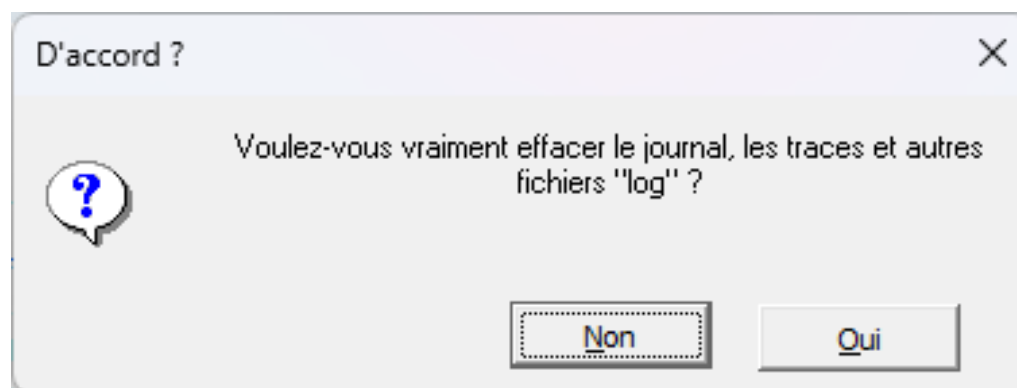 D'accord ?
Voulez-vous vraiment effacer le journal, les traces et autres
fichiers "log" ?
Non
Oui